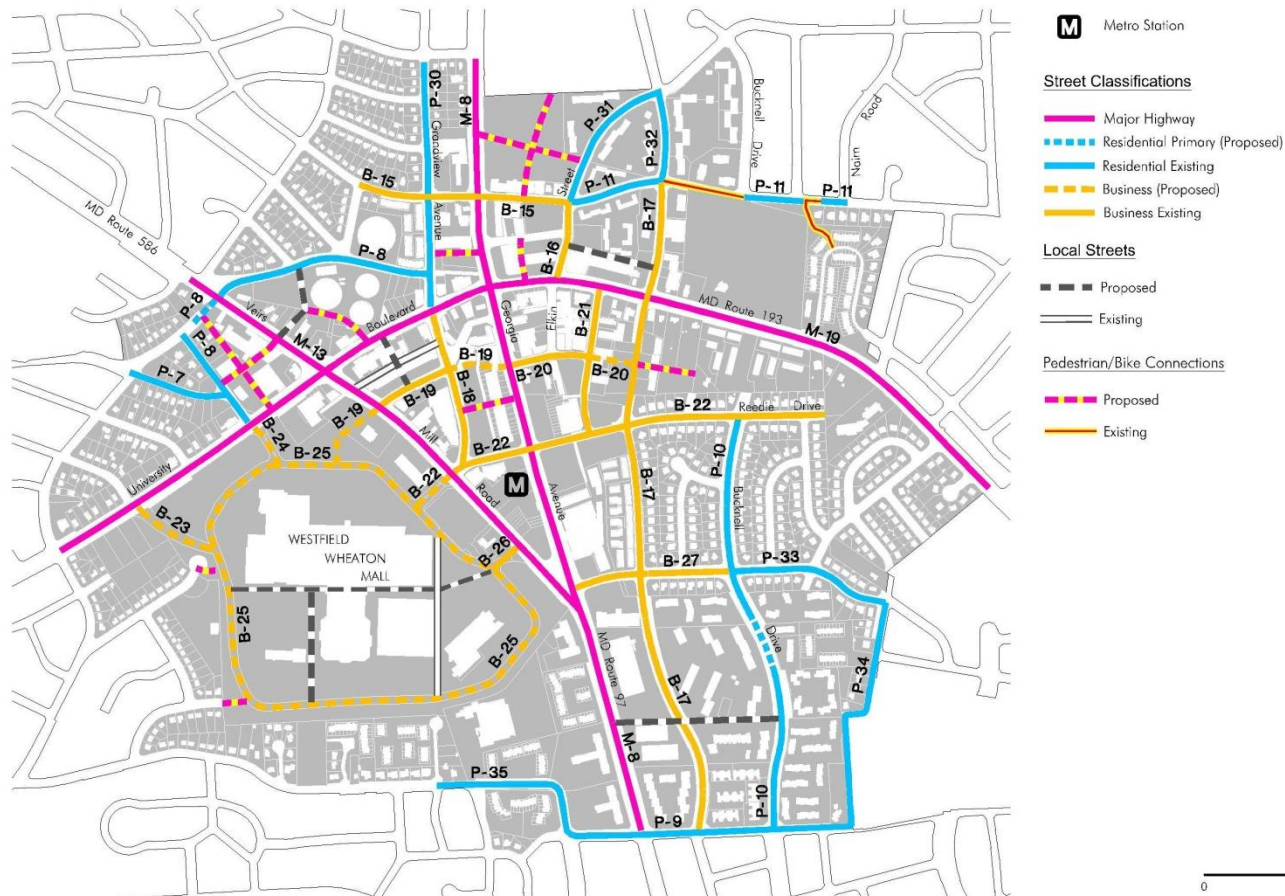 M
Metro Station
Street Classifications
Major Highway
Residential Primary (Proposed)
Residential Existing
Business (Proposed)
Business Existing
Local Streets
Proposed
Existing
Pedestrian/Bike Connections
Proposed
Existing
0
P-30
Grandview
Avenue
M-8
P-31
P-32
Street
P-11
Bucknell
Drive
Nairn
Road
P-11
P-11
B-15
B-15
B-16
B-17
MD Route 586
P-8
P-8
P-8
P-7
Veirs
M-13
Boulevard
University
Georgia
Elkin
B-21
MD Route 193
M-19
B-19
B-19
B-19
B-18
B-20
B-20
B-22
B-22
B-22
Reedie
Drive
Mill
Road
M
Avenue
B-24
B-25
B-23
B-26
B-25
B-25
WESTFIELD
WHEATON
MALL
B-17
P-10
Bucknell
B-27
P-33
Drive
P-34
MD Route 97
B-17
M-8
P-10
P-35
P-9